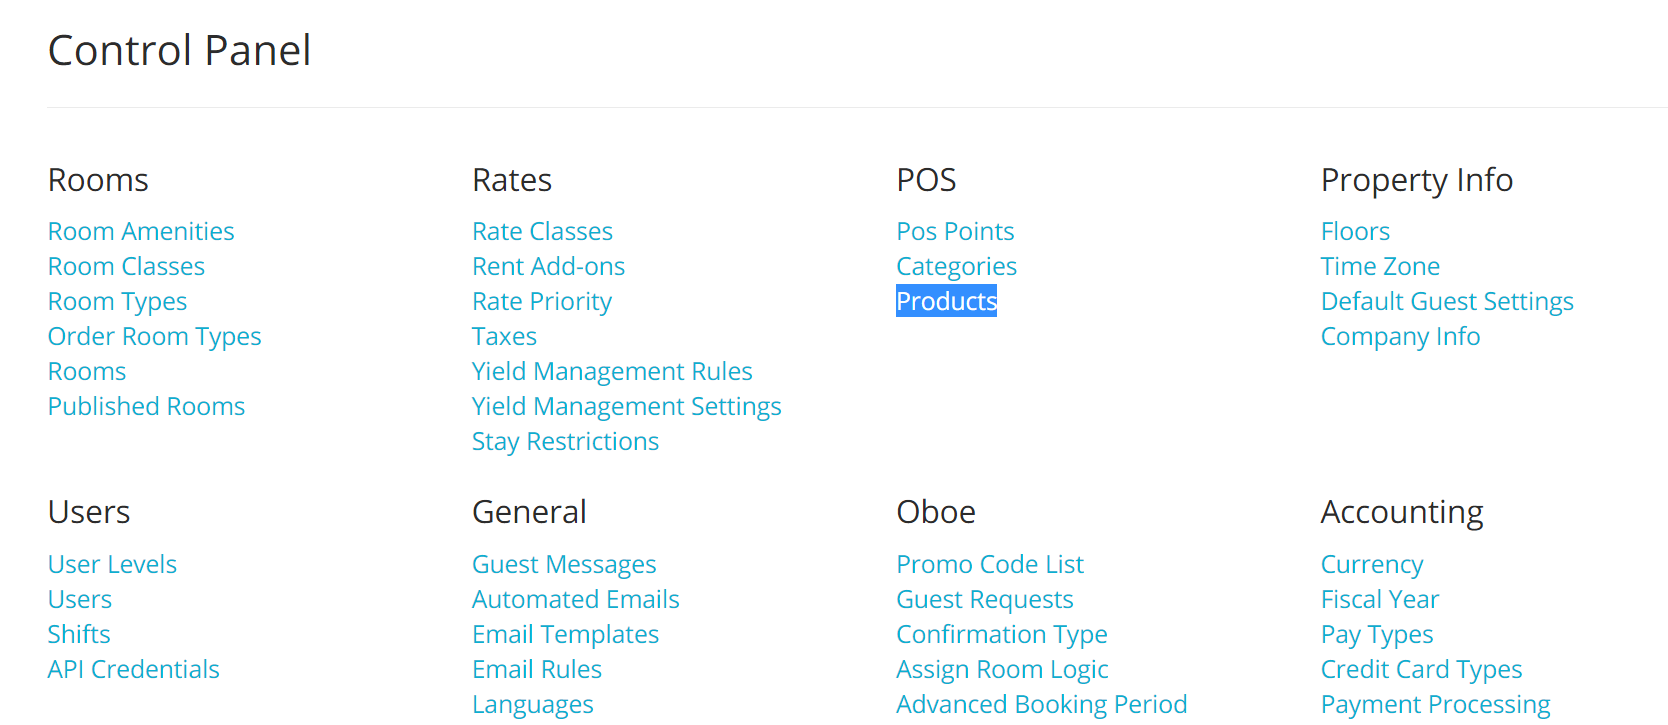 Control Panel
Rooms
Room Amenities
Room Classes
Room Types
Order Room Types
Rooms
Published Rooms
Rates
Rate Classes
Rent Add-ons
Rate Priority
Taxes
Yield Management Rules
Yield Management Settings
Stay Restrictions
POS
Pos Points
Categories
Products
Property Info
Floors
Time Zone
Default Guest Settings
Company Info
Users
User Levels
Users
Shifts
API Credentials
General
Guest Messages
Automated Emails
Email Templates
Email Rules
Languages
Oboe
Promo Code List
Guest Requests
Confirmation Type
Assign Room Logic
Advanced Booking Period
Accounting
Currency
Fiscal Year
Pay Types
Credit Card Types
Payment Processing